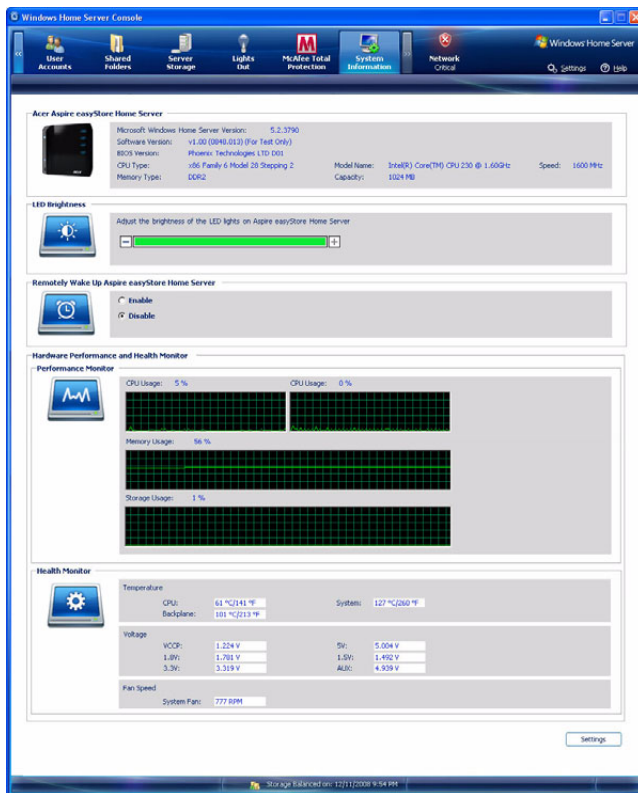 Windows Home Server Console
User Accounts
Shared Folders
Server Storage
Lights Out
McAfee Total Protection
System Information
Network Critical
Windows Home Server
Settings
Help
Acer Aspire easyStore Home Server
Microsoft Windows Home Server Version: 5.2.3790
Software Version: v1.00 (0848.013) (For Test Only)
BIOS Version: Phoenix Technologies LTD D01
CPU Type: x86 Family 6 Model 28 Stepping 2 Model Name: Intel(R) Core(TM) CPU 230 @ 1.60GHz Speed: 1600 MHz
Memory Type: DDR2 Capacity: 1024 MB
LED Brightness
Adjust the brightness of the LED lights on Aspire easyStore Home Server
Remotely Wake Up Aspire easyStore Home Server
Enable
Disable
Hardware Performance and Health Monitor
Performance Monitor
CPU Usage: 5 % CPU Usage: 0 %
Memory Usage: 56 %
Storage Usage: 1 %
Health Monitor
Temperature
CPU: 61 °C/141 °F System: 127 °C/260 °F
Backplane: 101 °C/213 °F
Voltage
VCCP: 1.224 V 5V: 5.004 V
1.8V: 1.781 V 1.5V: 1.492 V
3.3V: 3.319 V AUX: 4.939 V
Fan Speed
System Fan: 777 RPM
Settings
Storage Balanced on: 12/11/2008 9:54 PM